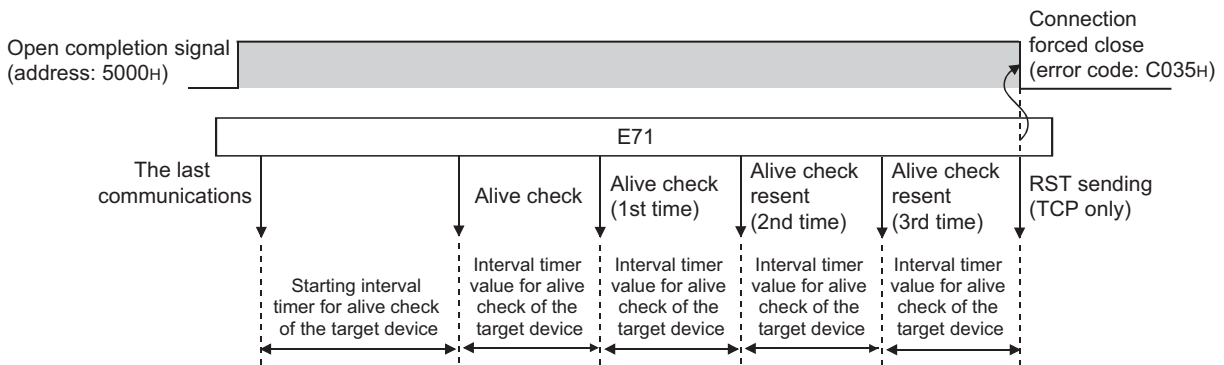 Open completion signal
(address: 5000H)
Connection
forced close
(error code: C035H)
E71
The last
communications
Alive check
Alive check
(1st time)
Alive check
resent
(2nd time)
Alive check
resent
(3rd time)
RST sending
(TCP only)
Starting interval
timer for alive check
of the target device
Interval timer
value for alive
check of the
target device
Interval timer
value for alive
check of the
target device
Interval timer
value for alive
check of the
target device
Interval timer
value for alive
check of the
target device